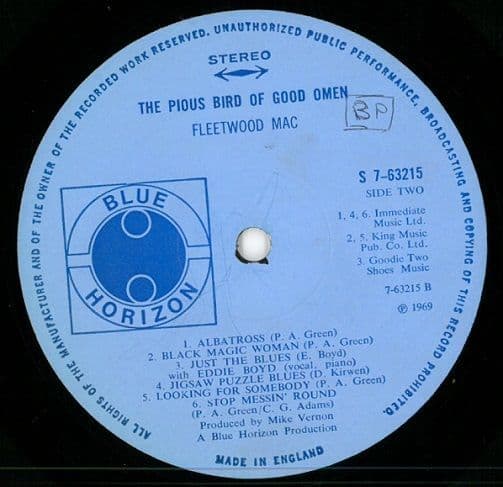 ALL RIGHTS OF THE MANUFACTURER AND OF THE OWNER OF THE RECORDED WORK RESERVED. UNAUTHORIZED PUBLIC PERFORMANCE, BROADCASTING AND COPYING OF THIS RECORD PROHIBITED.
STEREO
THE PIOUS BIRD OF GOOD OMEN
FLEETWOOD MAC
BP
S 7-63215
SIDE TWO
1, 4, 6. Immediate
Music Ltd.
2, 5. King Music
Pub. Co. Ltd.
3. Goodie Two
Shoes Music
7-63215 B
℗ 1969
BLUE
HORIZON
1. ALBATROSS (P. A. Green)
2. BLACK MAGIC WOMAN (P. A. Green)
3. JUST THE BLUES (E. Boyd)
with EDDIE BOYD (vocal, piano)
4. JIGSAW PUZZLE BLUES (D. Kirwen)
5. LOOKING FOR SOMEBODY (P. A. Green)
6. STOP MESSIN' ROUND
(P. A. Green/C. G. Adams)
Produced by Mike Vernon
A Blue Horizon Production
MADE IN ENGLAND